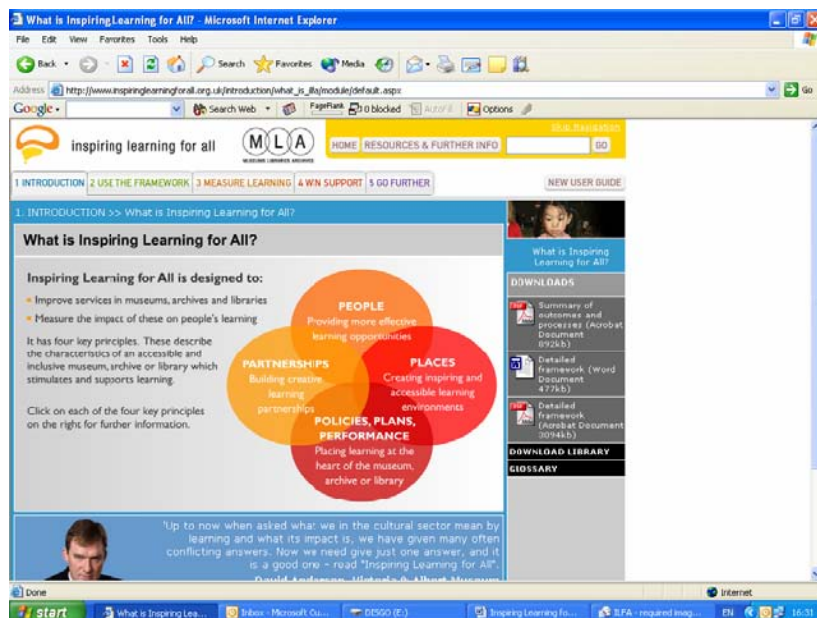 What is InspiringLearning for All? - Microsoft Internet Explorer
File Edit View Favorites Tools Help
Back Search Favorites Media
Address http://www.inspiringlearningforall.org.uk/introduction/what_is_ilfa/module/default.aspx Go
Google Search Web PageRank 0 blocked AutoFill Options
Skip Navigation
inspiring learning for all MLA HOME RESOURCES & FURTHER INFO GO
MUSEUMS LIBRARIES ARCHIVES
1 INTRODUCTION 2 USE THE FRAMEWORK 3 MEASURE LEARNING 4 WIN SUPPORT 5 GO FURTHER NEW USER GUIDE
1. INTRODUCTION >> What is Inspiring Learning for All?
What is Inspiring Learning for All?
Inspiring Learning for All is designed to:
Improve services in museums, archives and libraries
Measure the impact of these on people's learning
It has four key principles. These describe
the characteristics of an accessible and
inclusive museum, archive or library which
stimulates and supports learning.
Click on each of the four key principles
on the right for further information.
PEOPLE
Providing more effective
learning opportunities
PARTNERSHIPS
Building creative
learning
partnerships
PLACES
Creating inspiring and
accessible learning
environments
POLICIES, PLANS,
PERFORMANCE
Placing learning at the
heart of the museum,
archive or library
What is Inspiring
Learning for All?
DOWNLOADS
Summary of
outcomes and
processes (Acrobat
Document
892kb)
Detailed
framework (Word
Document
477kb)
Detailed
framework
(Acrobat Document
3094kb)
DOWNLOAD LIBRARY
GLOSSARY
'Up to now when asked what we in the cultural sector mean by
learning and what its impact is, we have given many often
conflicting answers. Now we need give just one answer, and it
is a good one - read "Inspiring Learning for All".
David Anderson, Victoria & Albert Museum
Done Internet
start What is Inspiring Lea... Inbox - Microsoft Ou... DISGO (E:) Inspiring Learning fo... ILFA - required imag... EN 16:31